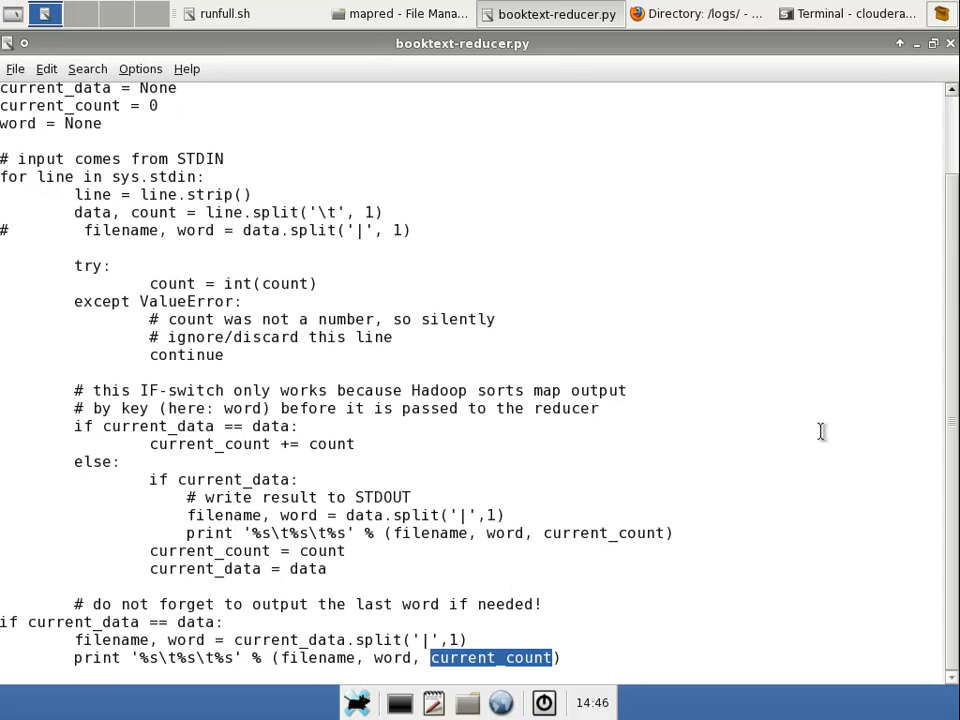 runfull.sh
mapred - File Mana...
booktext-reducer.py
Directory: /logs/ - ...
Terminal - cloudera...
booktext-reducer.py
File Edit Search Options Help
current_data = None
current_count = 0
word = None
# input comes from STDIN
for line in sys.stdin:
        line = line.strip()
        data, count = line.split('\t', 1)
#        filename, word = data.split('|', 1)
        try:
                count = int(count)
        except ValueError:
                # count was not a number, so silently
                # ignore/discard this line
                continue
        # this IF-switch only works because Hadoop sorts map output
        # by key (here: word) before it is passed to the reducer
        if current_data == data:
                current_count += count
        else:
                if current_data:
                    # write result to STDOUT
                    filename, word = data.split('|',1)
                    print '%s\t%s\t%s' % (filename, word, current_count)
                current_count = count
                current_data = data
        # do not forget to output the last word if needed!
if current_data == data:
        filename, word = current_data.split('|',1)
        print '%s\t%s\t%s' % (filename, word, current_count)
14:46